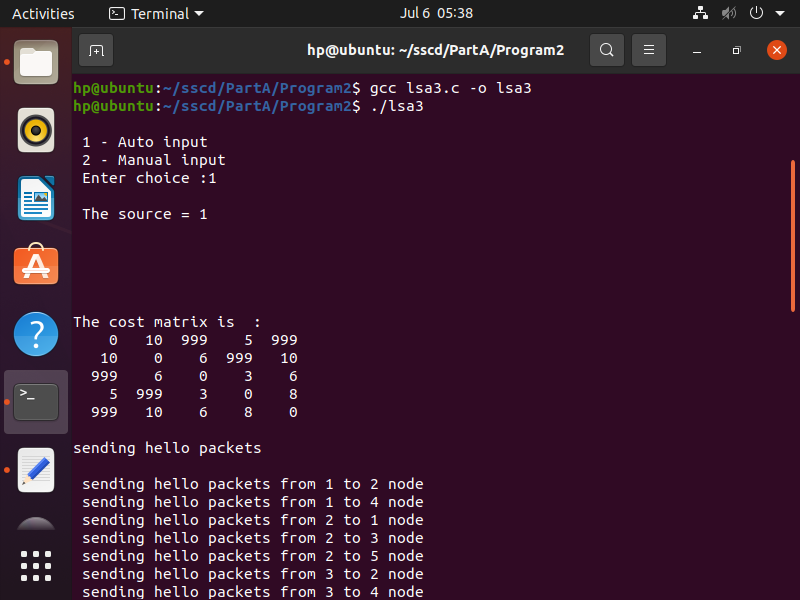 Activities Terminal Jul 6 05:38
hp@ubuntu: ~/sscd/PartA/Program2
hp@ubuntu:~/sscd/PartA/Program2$ gcc lsa3.c -o lsa3
hp@ubuntu:~/sscd/PartA/Program2$ ./lsa3
1 - Auto input
2 - Manual input
Enter choice :1
The source = 1
The cost matrix is  :
0 10 999 5 999
10 0 6 999 10
999 6 0 3 6
5 999 3 0 8
999 10 6 8 0
sending hello packets
sending hello packets from 1 to 2 node
sending hello packets from 1 to 4 node
sending hello packets from 2 to 1 node
sending hello packets from 2 to 3 node
sending hello packets from 2 to 5 node
sending hello packets from 3 to 2 node
sending hello packets from 3 to 4 node